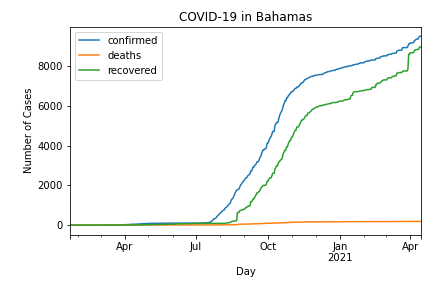 COVID-19 in Bahamas
confirmed
deaths
recovered
Number of Cases
8000
6000
4000
2000
0
Apr
Jul
Oct
Jan
2021
Apr
Day